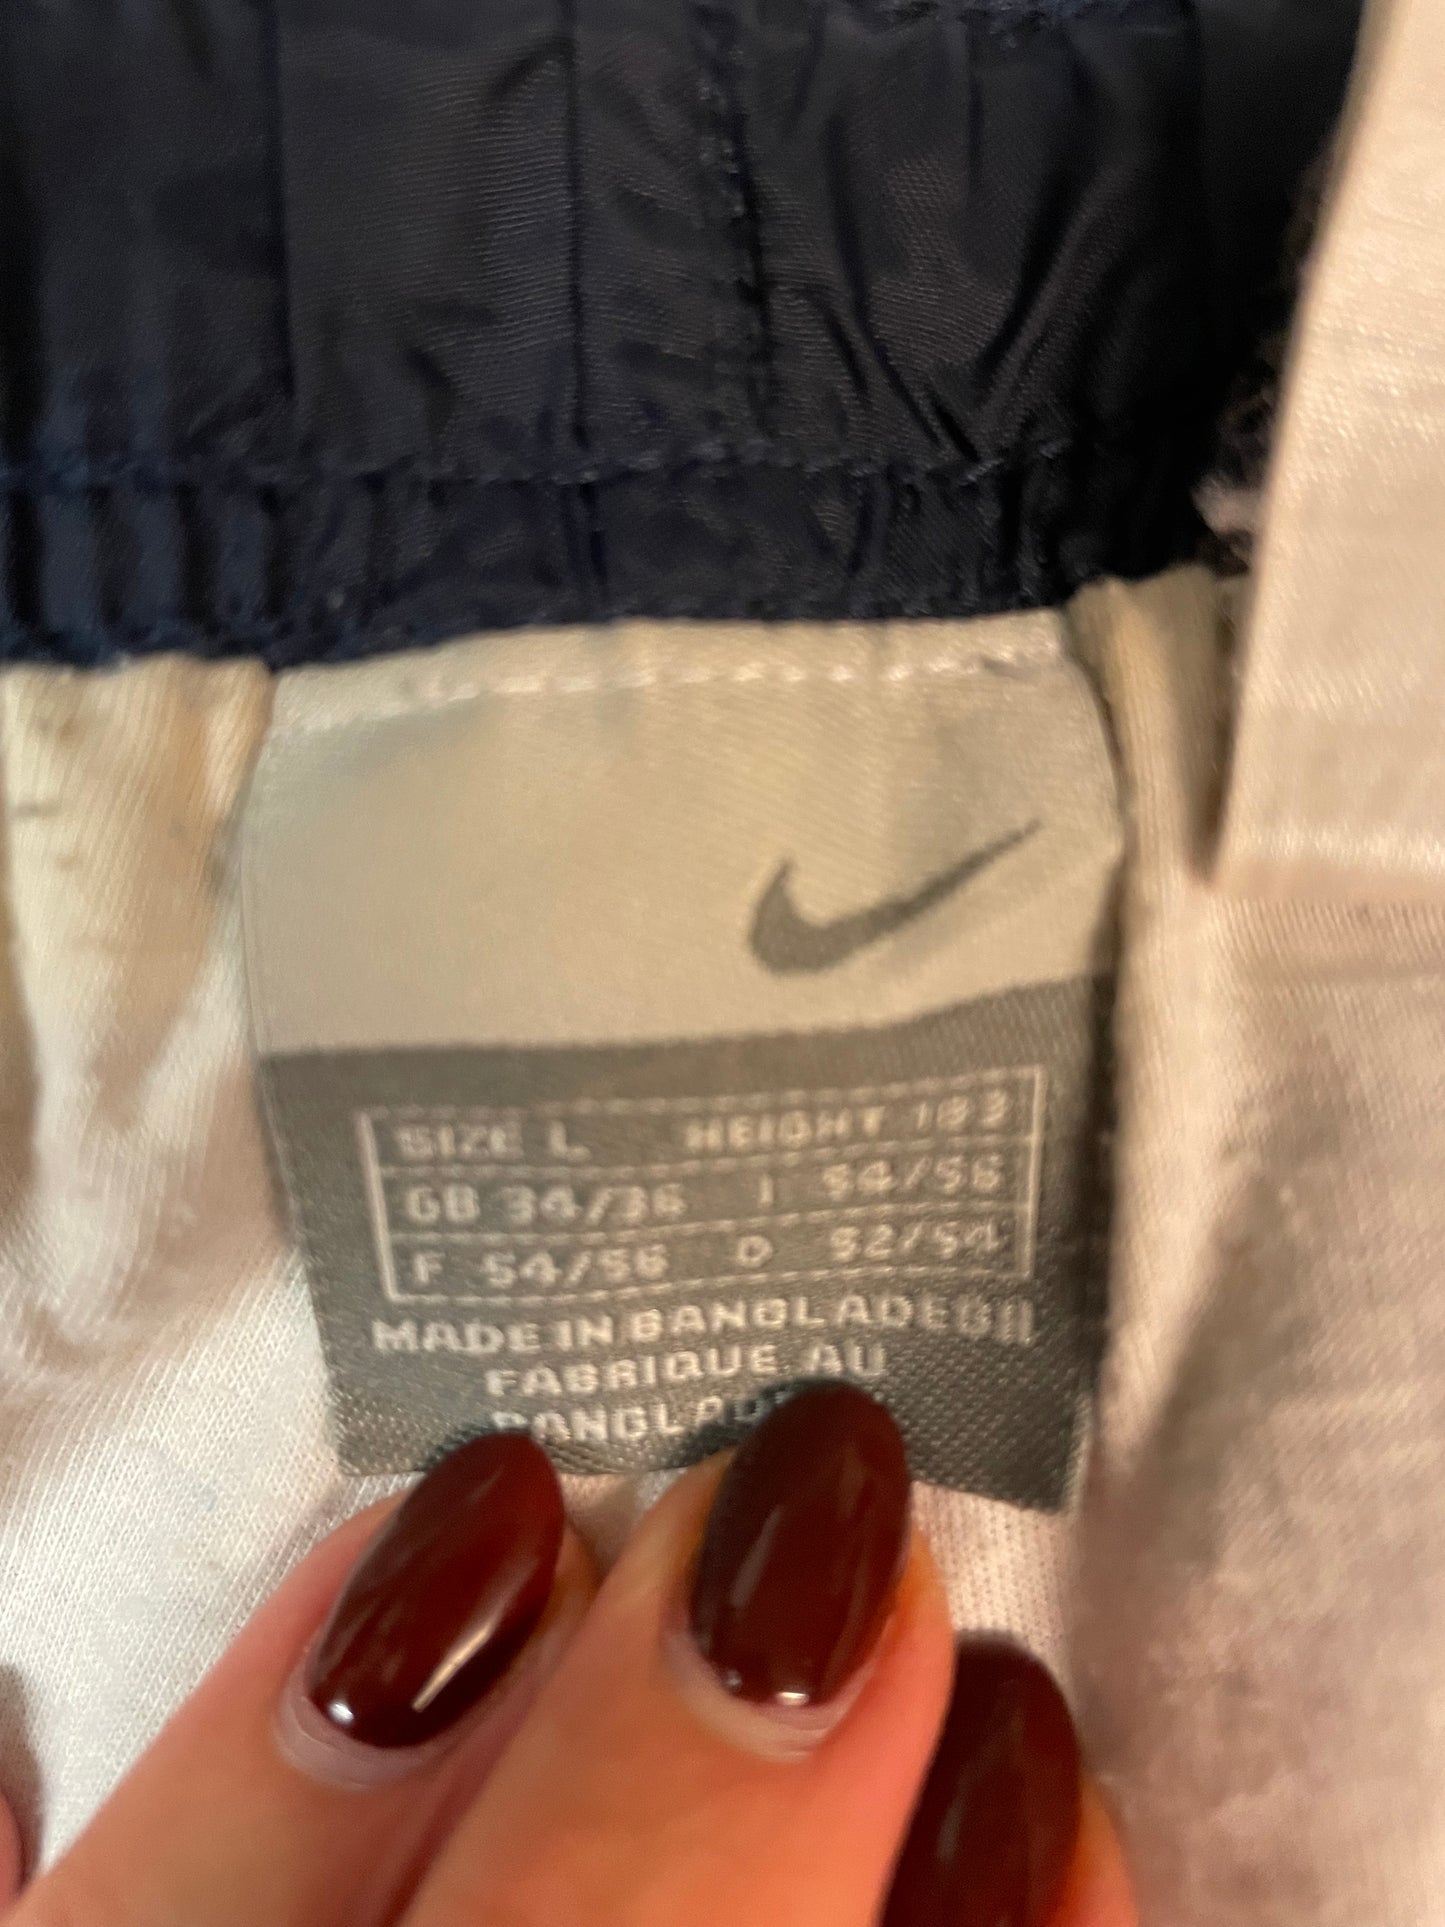 SIZE L HEIGHT 183
GB 34/36 I 54/56
F 54/56 D 52/54
MADE IN BANGLADESH
FABRIQUE AU